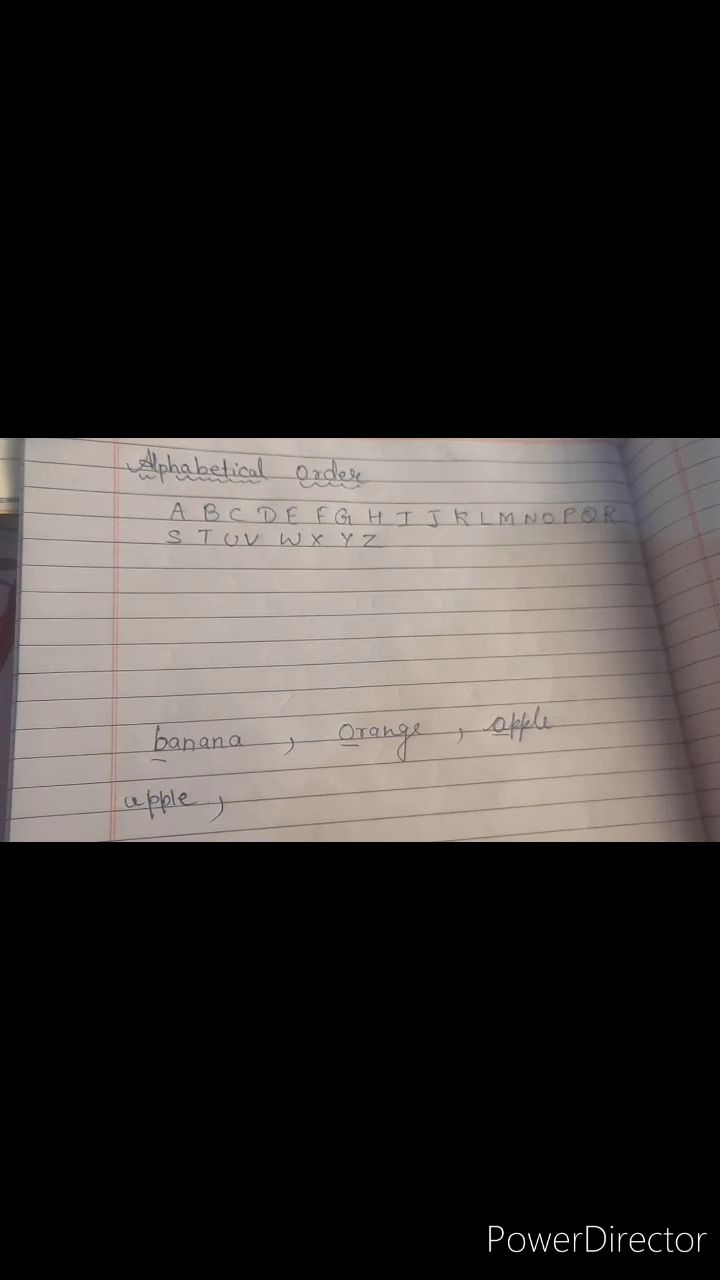 Alphabetical Order
A B C D E F G H I J K L M N O P Q R
S T U V W X Y Z
banana , orange , apple
apple ,
PowerDirector